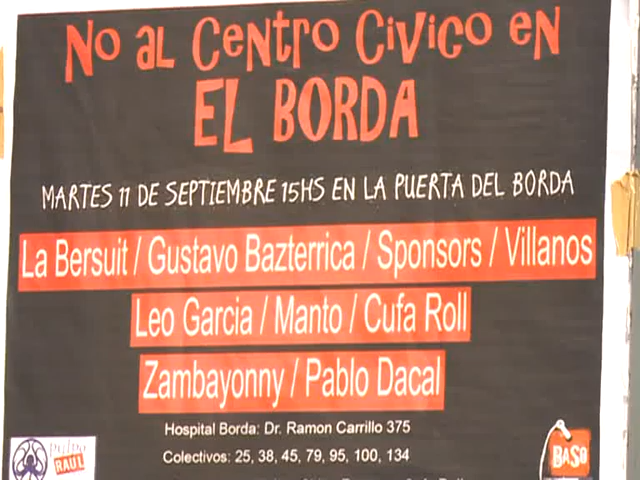 No al Centro Civico en
EL BORDA
MARTES 11 DE SEPTIEMBRE 15HS EN LA PUERTA DEL BORDA
La Bersuit / Gustavo Bazterrica / Sponsors / Villanos
Leo Garcia / Manto / Cufa Roll
Zambayonny / Pablo Dacal
Hospital Borda: Dr. Ramon Carrillo 375
Colectivos: 25, 38, 45, 79, 95, 100, 134
pedro
RAUL
BASO